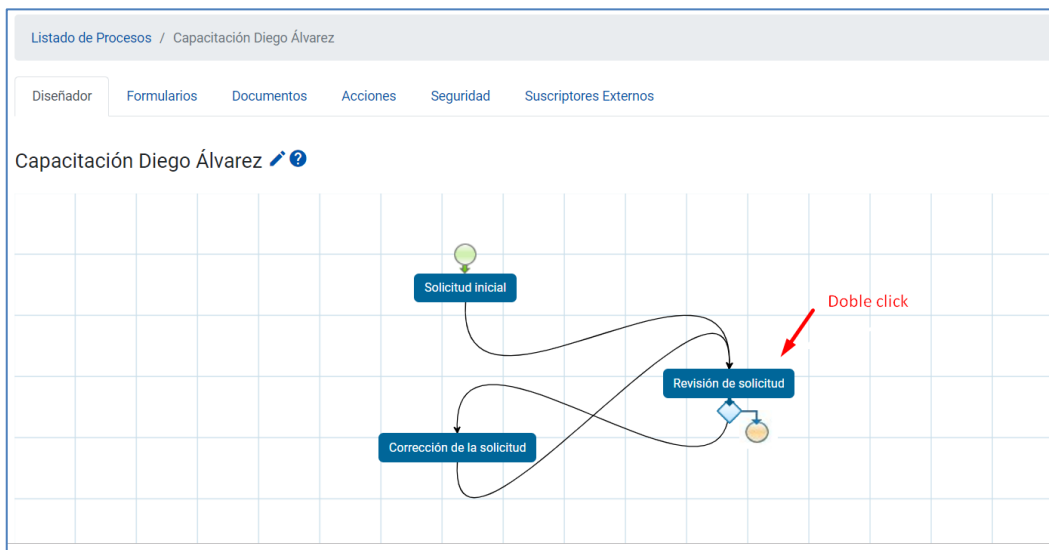 Listado de Procesos / Capacitación Diego Álvarez
Diseñador Formularios Documentos Acciones Seguridad Suscriptores Externos
Capacitación Diego Álvarez
Solicitud inicial
Doble click
Revisión de solicitud
Corrección de la solicitud